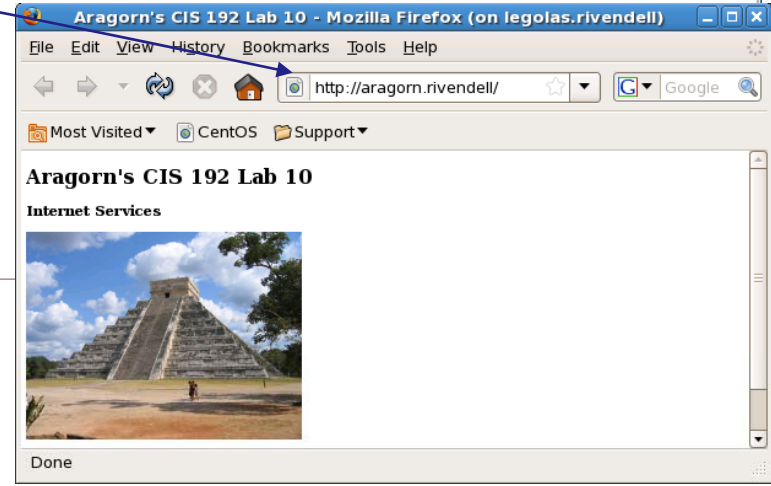 Aragorn's CIS 192 Lab 10 - Mozilla Firefox (on legolas.rivendell)
File Edit View History Bookmarks Tools Help
http://aragorn.rivendell/ G Google
Most Visited CentOS Support
Aragorn's CIS 192 Lab 10
Internet Services
Done